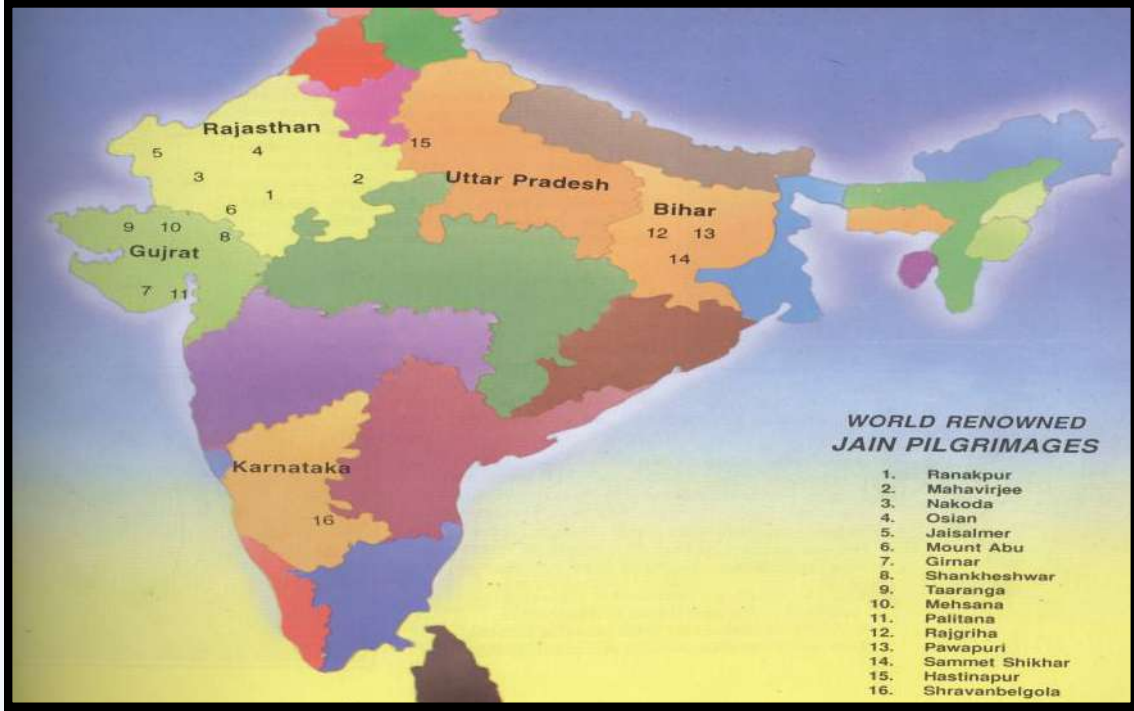 Rajasthan
5
4
3
2
1
6
15
Uttar Pradesh
9 10
8
Gujrat
7
11
Bihar
12 13
14
Karnataka
16
WORLD RENOWNED
JAIN PILGRIMAGES
1. Ranakpur
2. Mahavirjee
3. Nakoda
4. Osian
5. Jaisalmer
6. Mount Abu
7. Girnar
8. Shankheshwar
9. Taaranga
10. Mehsana
11. Palitana
12. Rajgriha
13. Pawapuri
14. Sammet Shikhar
15. Hastinapur
16. Shravanbelgola